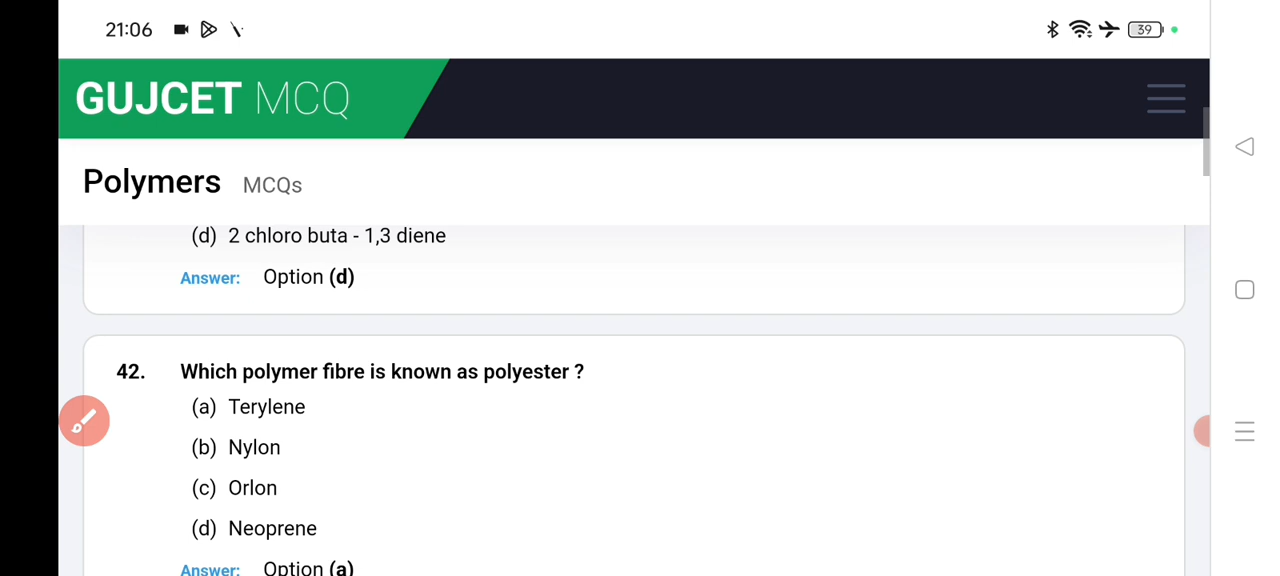 21:06
39
GUJCET MCQ
Polymers MCQs
(d) 2 chloro buta - 1,3 diene
Answer: Option (d)
42. Which polymer fibre is known as polyester ?
(a) Terylene
(b) Nylon
(c) Orlon
(d) Neoprene
Answer: Option (a)